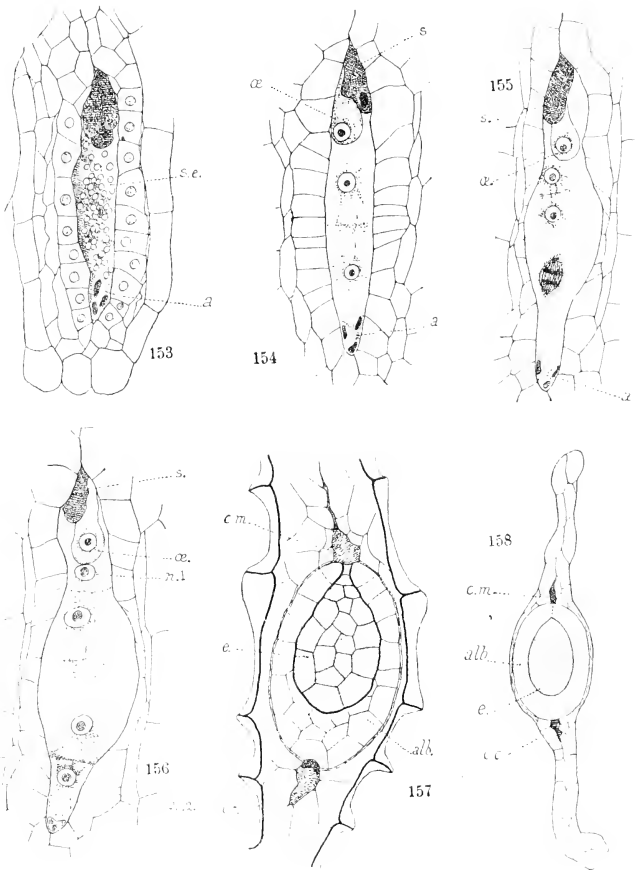 s
œ
155
s.
œ.
s.e.
a
153
154
a
a
s.
c.m.
158
œ.
n.1
c.m.
e.
alb.
alb.
e.
c.c
156
157